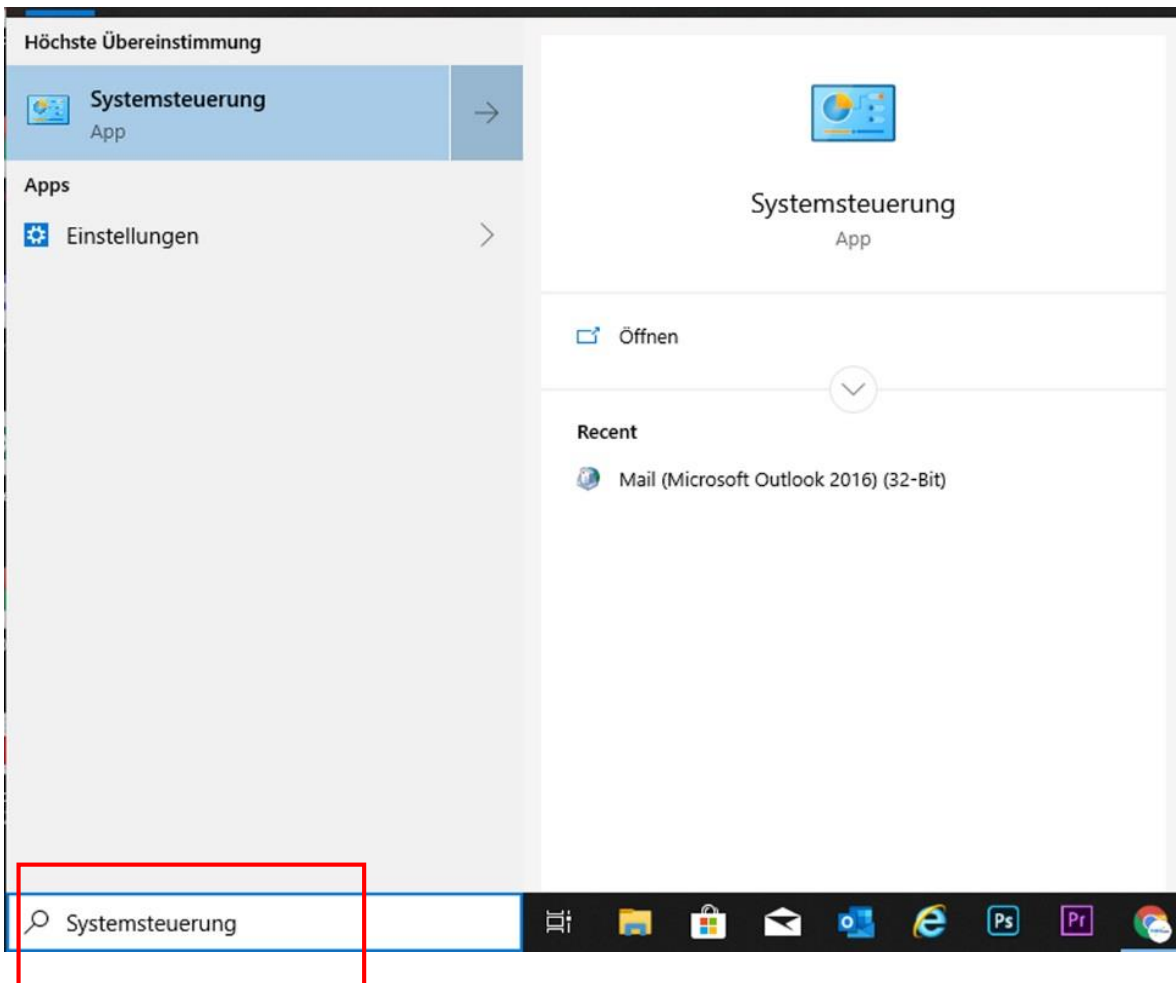 Höchste Übereinstimmung
Systemsteuerung
App
Apps
Einstellungen
Systemsteuerung
App
Öffnen
Recent
Mail (Microsoft Outlook 2016) (32-Bit)
Systemsteuerung
Ps
Pr